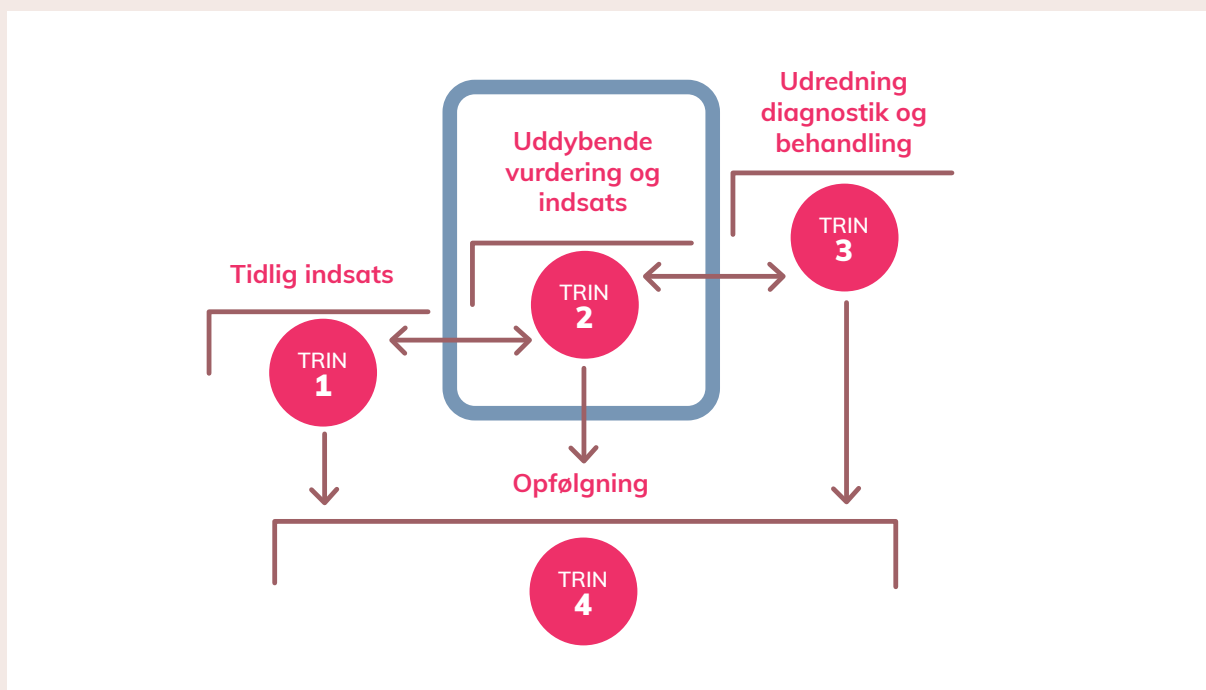 Tidlig indsats
TRIN
1
Uddybende
vurdering og
indsats
TRIN
2
Udredning
diagnostik og
behandling
TRIN
3
Opfølgning
TRIN
4